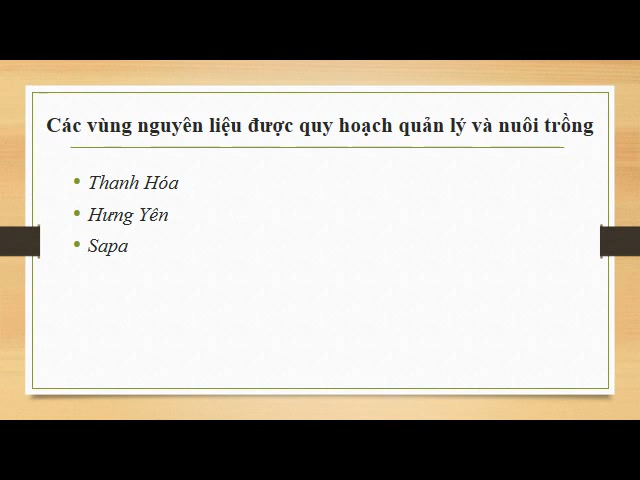 Các vùng nguyên liệu được quy hoạch quản lý và nuôi trồng
• Thanh Hóa
• Hưng Yên
• Sapa